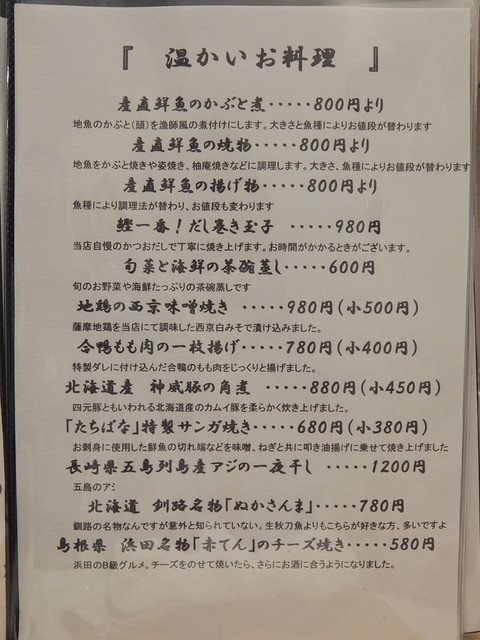 『 温かいお料理 』
産直鮮魚のかぶと煮・・・・・800円より
地魚のかぶと(頭)を漁師風の煮付けにします。大きさと魚種によりお値段が替わります
産直鮮魚の焼物・・・・・800円より
地魚をかぶと焼きや姿焼き、柚庵焼きなどに調理します。大きさ、魚種によりお値段が替わります
産直鮮魚の揚げ物・・・・・800円より
魚種により調理法が替わり、お値段も変わります
鰹一番！だし巻き玉子 ・・・・・980円
当店自慢のかつおだしで丁寧に焼き上げます。お時間がかかるときがございます。
旬菜と海鮮の茶碗蒸し・・・・・600円
旬のお野菜や海鮮たっぷりの茶碗蒸しです
地鶏の西京味噌焼き ・・・・・980円(小500円)
薩摩地鶏を当店にて調味した西京白みそで漬け込みました。
合鴨もも肉の一枚揚げ・・・・・780円(小400円)
特製ダレに付け込んだ合鴨のもも肉をじっくりと揚げました。
北海道産 神威豚の角煮 ・・・・・880円(小450円)
四元豚ともいわれる北海道産のカムイ豚を柔らかく炊き上げました。
「たちばな」特製サンガ焼き・・・・・680円(小380円)
お刺身に使用した鮮魚の切れ端などを味噌、ねぎと共に叩き油揚げに乗せて焼き上げました
長崎県五島列島産アジの一夜干し ・・・・・1200円
五島のアジ
北海道 釧路名物「ぬかさんま」・・・・・780円
釧路の名物なんですが意外と知られていない。生秋刀魚よりもこちらが好きな方、多いですよ
島根県 浜田名物「赤てん」のチーズ焼き・・・・・580円
浜田のB級グルメ。チーズをのせて焼いたら、さらにお酒に合うようになりました。